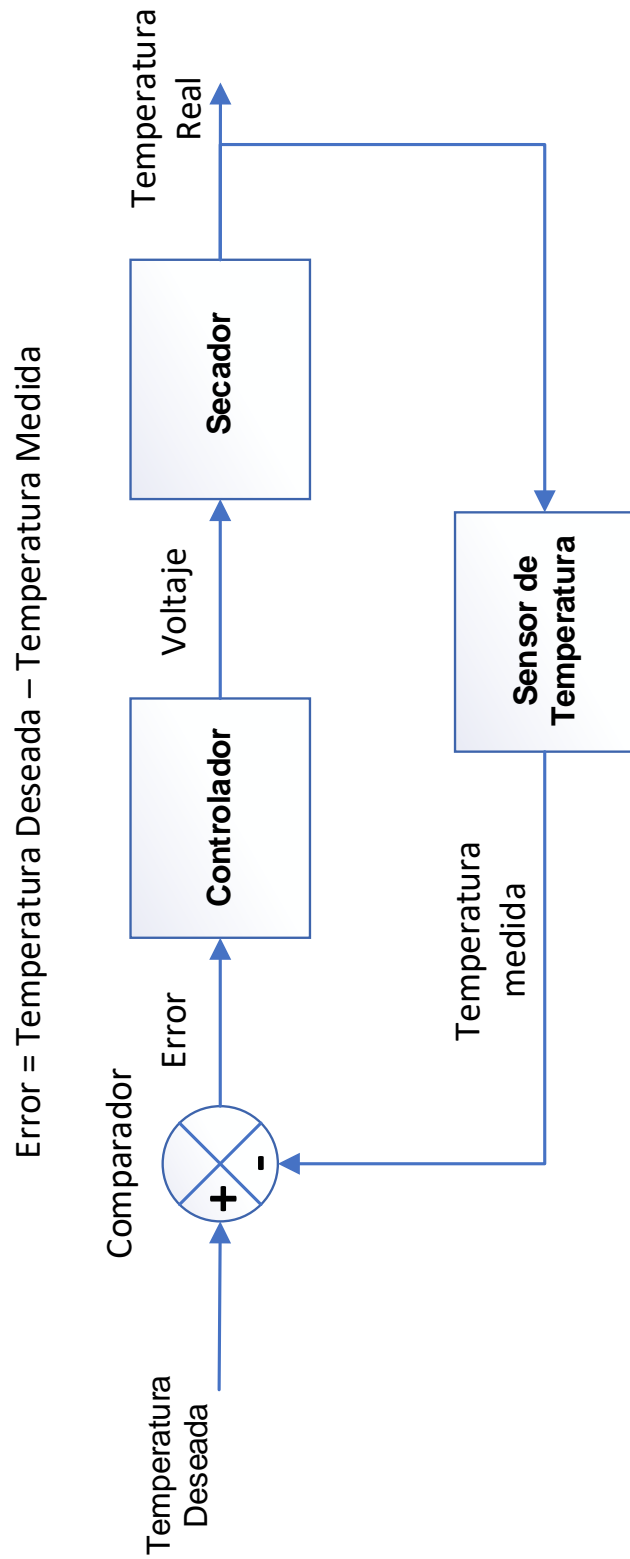 Error = Temperatura Deseada – Temperatura Medida
Comparador
Temperatura
Deseada
+
-
Error
Controlador
Voltaje
Secador
Temperatura
Real
Temperatura
medida
Sensor de
Temperatura